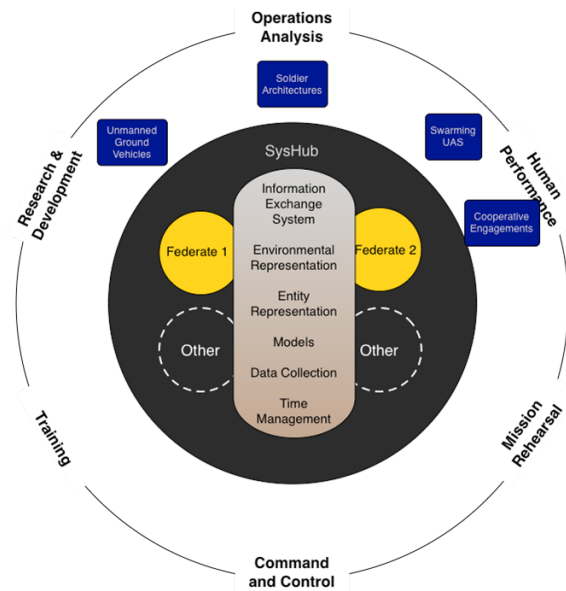 Operations
Analysis
Soldier
Architectures
Unmanned
Ground
Vehicles
Swarming
UAS
SysHub
Research &
Development
Human
Performance
Information
Exchange
System
Cooperative
Engagements
Federate 1
Environmental
Representation
Federate 2
Entity
Representation
Other
Models
Other
Data Collection
Time
Management
Training
Mission
Rehearsal
Command
and Control